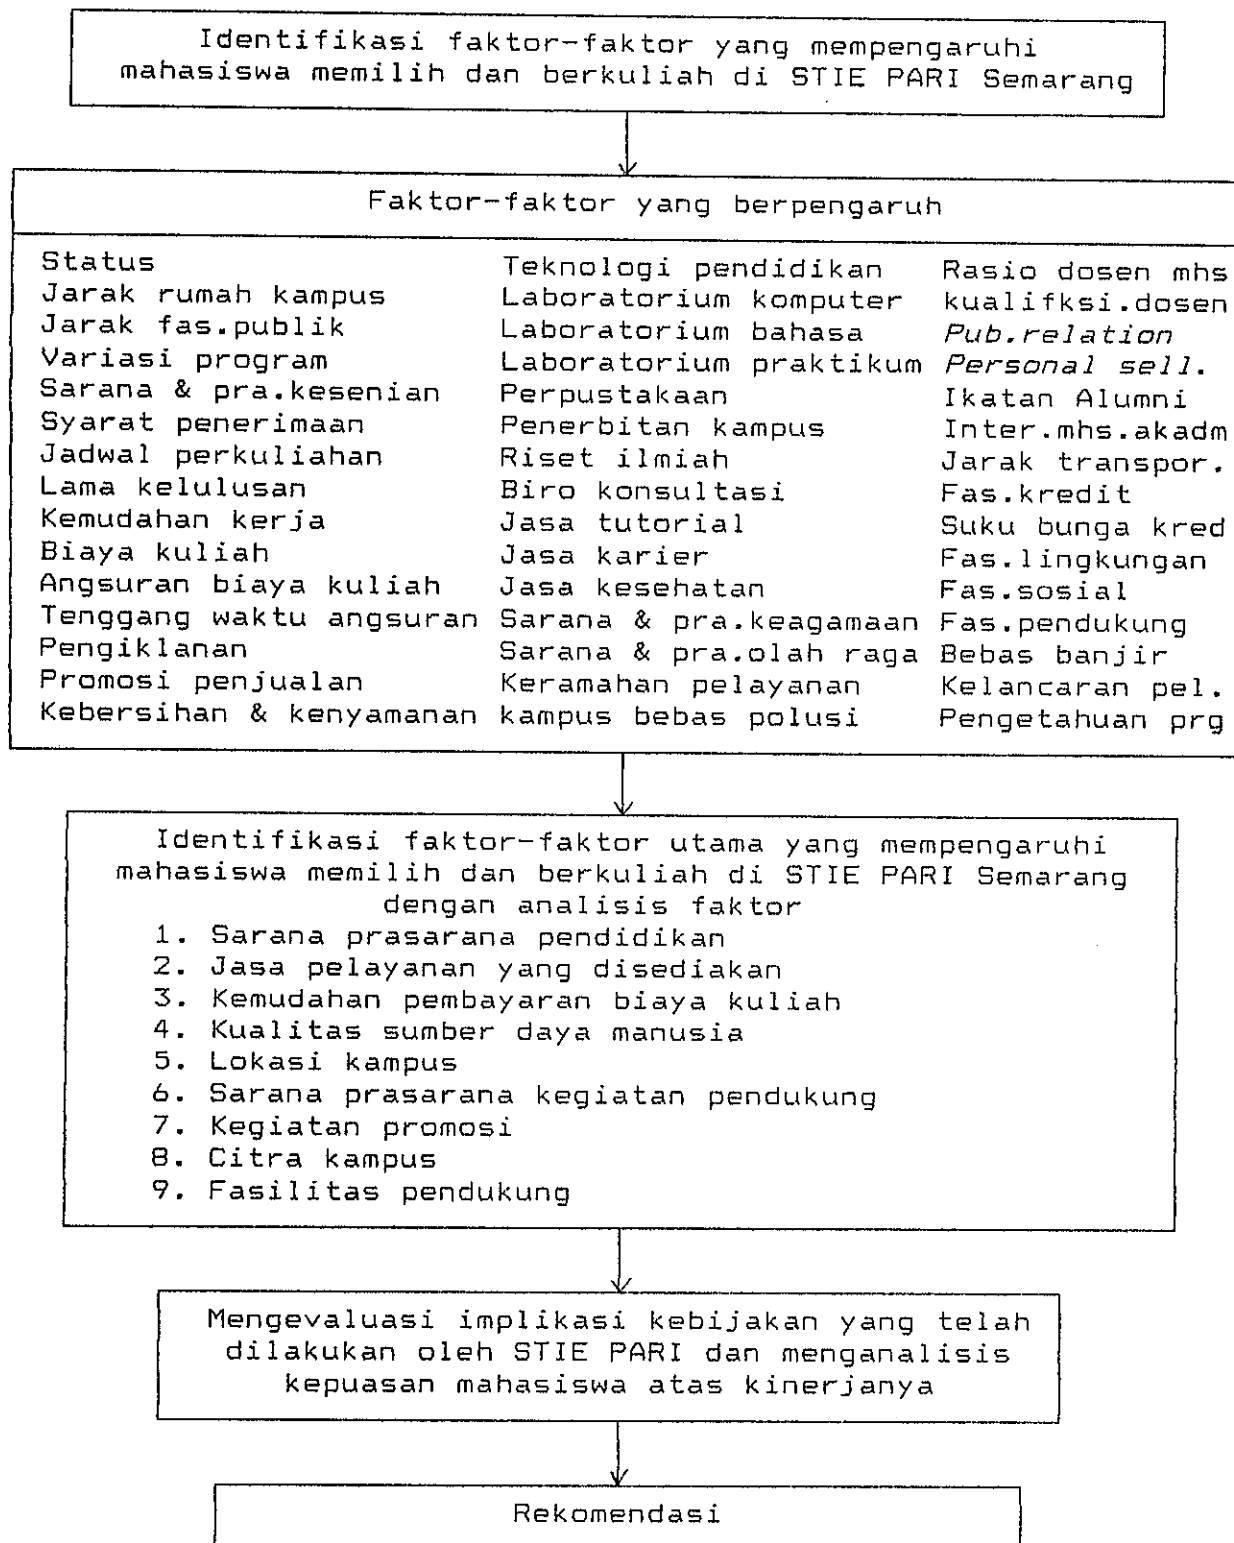 Identifikasi faktor-faktor yang mempengaruhi
mahasiswa memilih dan berkuliah di STIE PARI Semarang
Faktor-faktor yang berpengaruh
Status Teknologi pendidikan Rasio dosen mhs
Jarak rumah kampus Laboratorium komputer kualifksi.dosen
Jarak fas.publik Laboratorium bahasa Pub.relation
Variasi program Laboratorium praktikum Personal sell.
Sarana & pra.kesenian Perpustakaan Ikatan Alumni
Syarat penerimaan Penerbitan kampus Inter.mhs.akadm
Jadwal perkuliahan Riset ilmiah Jarak transpor.
Lama kelulusan Biro konsultasi Fas.kredit
Kemudahan kerja Jasa tutorial Suku bunga kred
Biaya kuliah Jasa karier Fas.lingkungan
Angsuran biaya kuliah Jasa kesehatan Fas.sosial
Tenggang waktu angsuran Sarana & pra.keagamaan Fas.pendukung
Pengiklanan Sarana & pra.olah raga Bebas banjir
Promosi penjualan Keramahan pelayanan Kelancaran pel.
Kebersihan & kenyamanan kampus bebas polusi Pengetahuan prg
Identifikasi faktor-faktor utama yang mempengaruhi
mahasiswa memilih dan berkuliah di STIE PARI Semarang
dengan analisis faktor
1. Sarana prasarana pendidikan
2. Jasa pelayanan yang disediakan
3. Kemudahan pembayaran biaya kuliah
4. Kualitas sumber daya manusia
5. Lokasi kampus
6. Sarana prasarana kegiatan pendukung
7. Kegiatan promosi
8. Citra kampus
9. Fasilitas pendukung
Mengevaluasi implikasi kebijakan yang telah
dilakukan oleh STIE PARI dan menganalisis
kepuasan mahasiswa atas kinerjanya
Rekomendasi